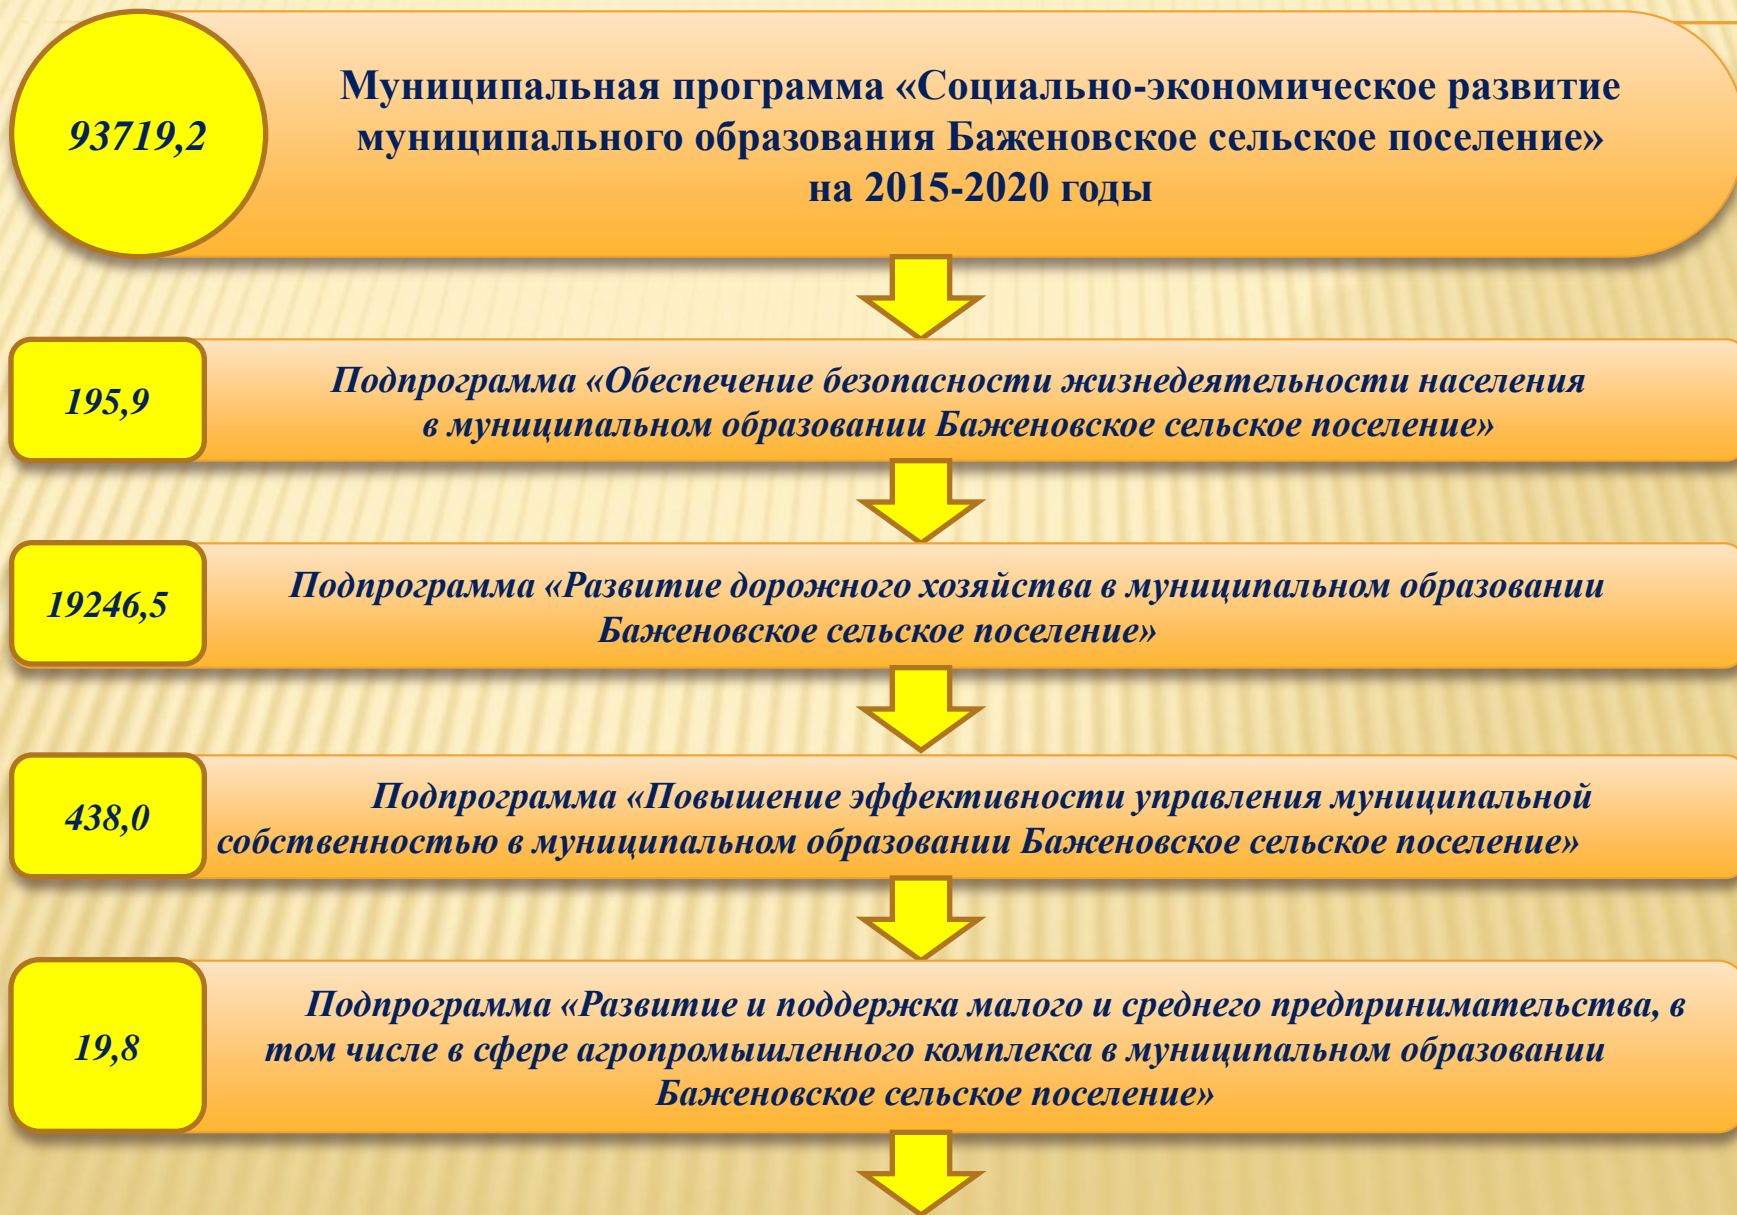 93719,2
Муниципальная программа «Социально-экономическое развитие
муниципального образования Баженовское сельское поселение»
на 2015-2020 годы
195,9
Подпрограмма «Обеспечение безопасности жизнедеятельности населения
в муниципальном образовании Баженовское сельское поселение»
19246,5
Подпрограмма «Развитие дорожного хозяйства в муниципальном образовании
Баженовское сельское поселение»
438,0
Подпрограмма «Повышение эффективности управления муниципальной
собственностью в муниципальном образовании Баженовское сельское поселение»
19,8
Подпрограмма «Развитие и поддержка малого и среднего предпринимательства, в
том числе в сфере агропромышленного комплекса в муниципальном образовании
Баженовское сельское поселение»